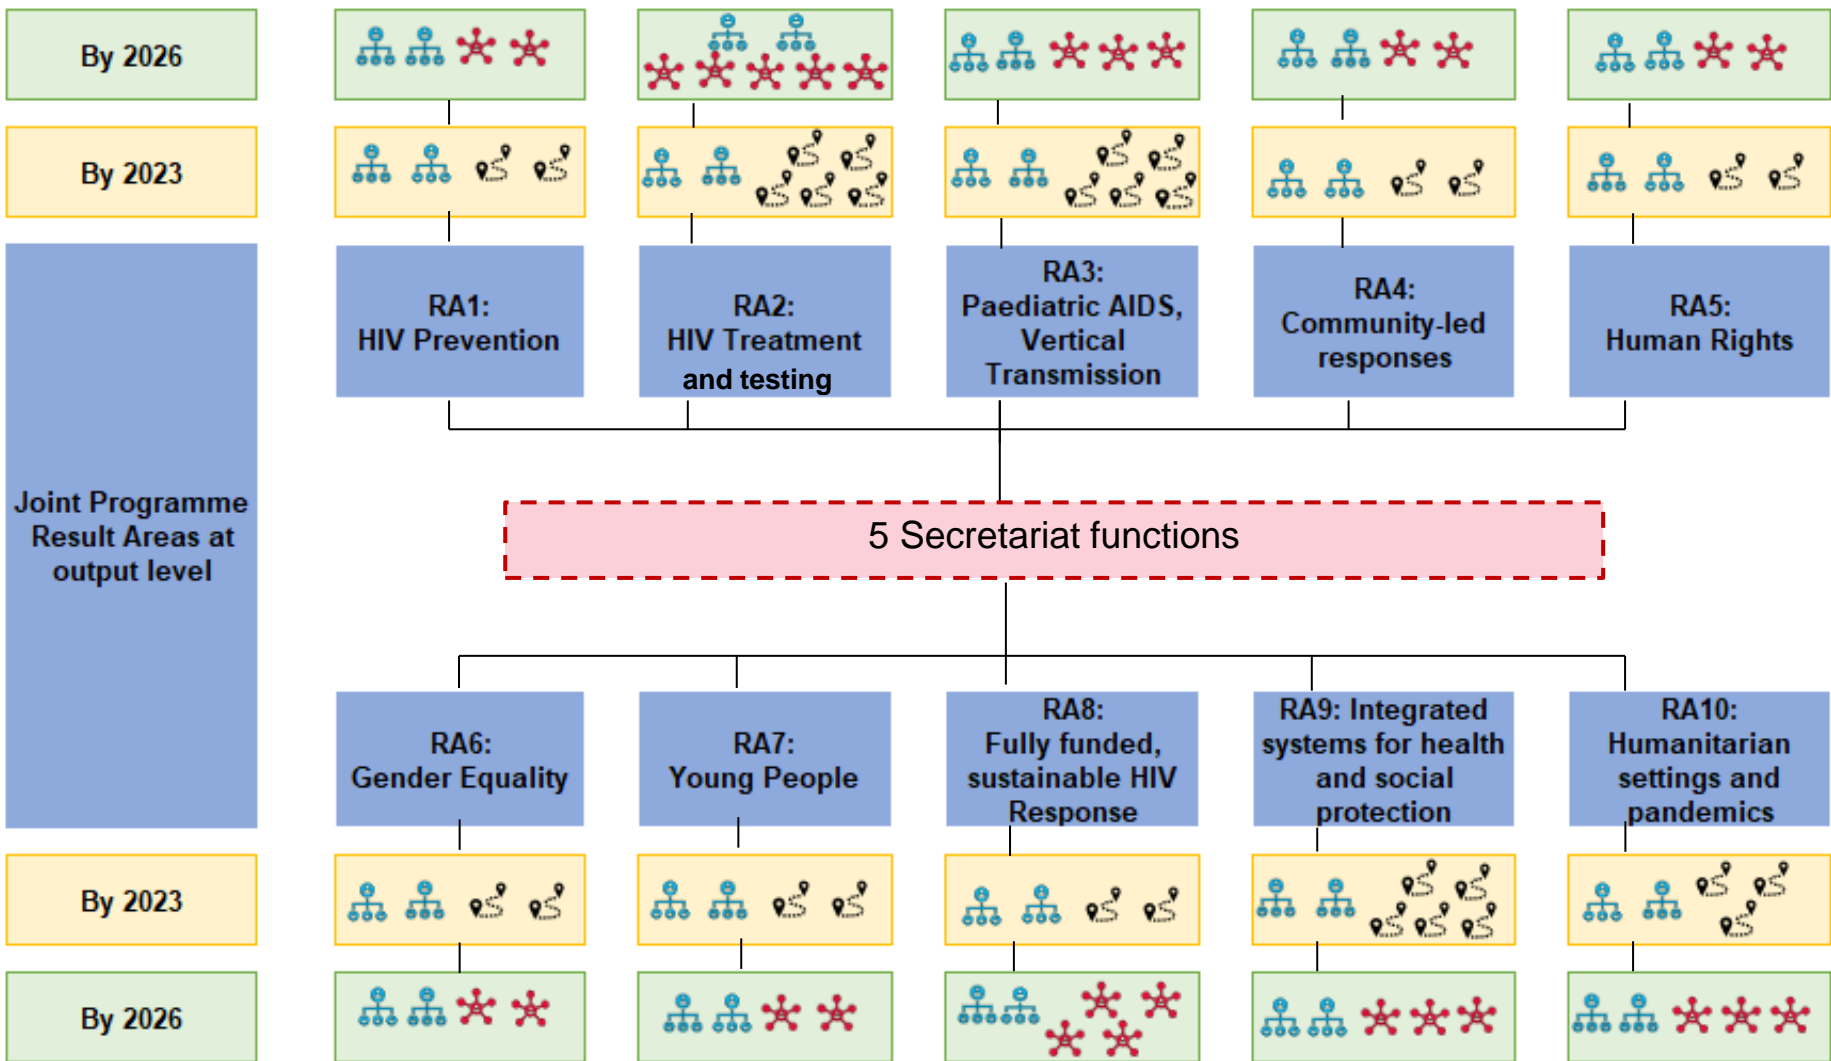 By 2026
By 2023
Joint Programme
Result Areas at
output level
RA1:
HIV Prevention
RA2:
HIV Treatment
and testing
RA3:
Paediatric AIDS,
Vertical
Transmission
RA4:
Community-led
responses
RA5:
Human Rights
5 Secretariat functions
RA6:
Gender Equality
RA7:
Young People
RA8:
Fully funded,
sustainable HIV
Response
RA9: Integrated
systems for health
and social
protection
RA10:
Humanitarian
settings and
pandemics
By 2023
By 2026